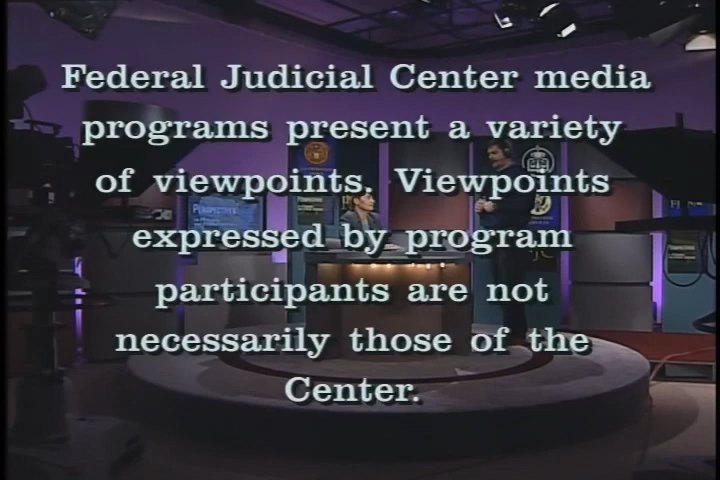 Federal Judicial Center media
programs present a variety
of viewpoints. Viewpoints
expressed by program
participants are not
necessarily those of the
Center.